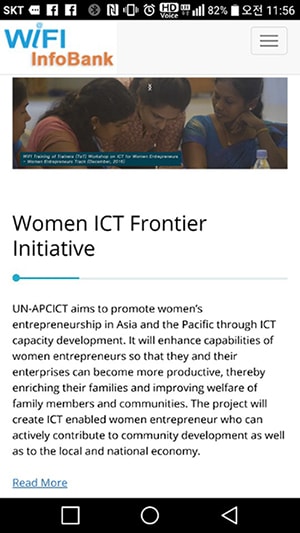 SKT 82% 오전 11:56
HD
Voice
WiFI
InfoBank
WIFI Training of Trainers (ToT) Workshop on ICT for Women Entrepreneurs
- Women Entrepreneurs Track (December, 2016)
Women ICT Frontier
Initiative
UN-APCICT aims to promote women's
entrepreneurship in Asia and the Pacific through ICT
capacity development. It will enhance capabilities of
women entrepreneurs so that they and their
enterprises can become more productive, thereby
enriching their families and improving welfare of
family members and communities. The project will
create ICT enabled women entrepreneur who can
actively contribute to community development as well
as to the local and national economy.
Read More